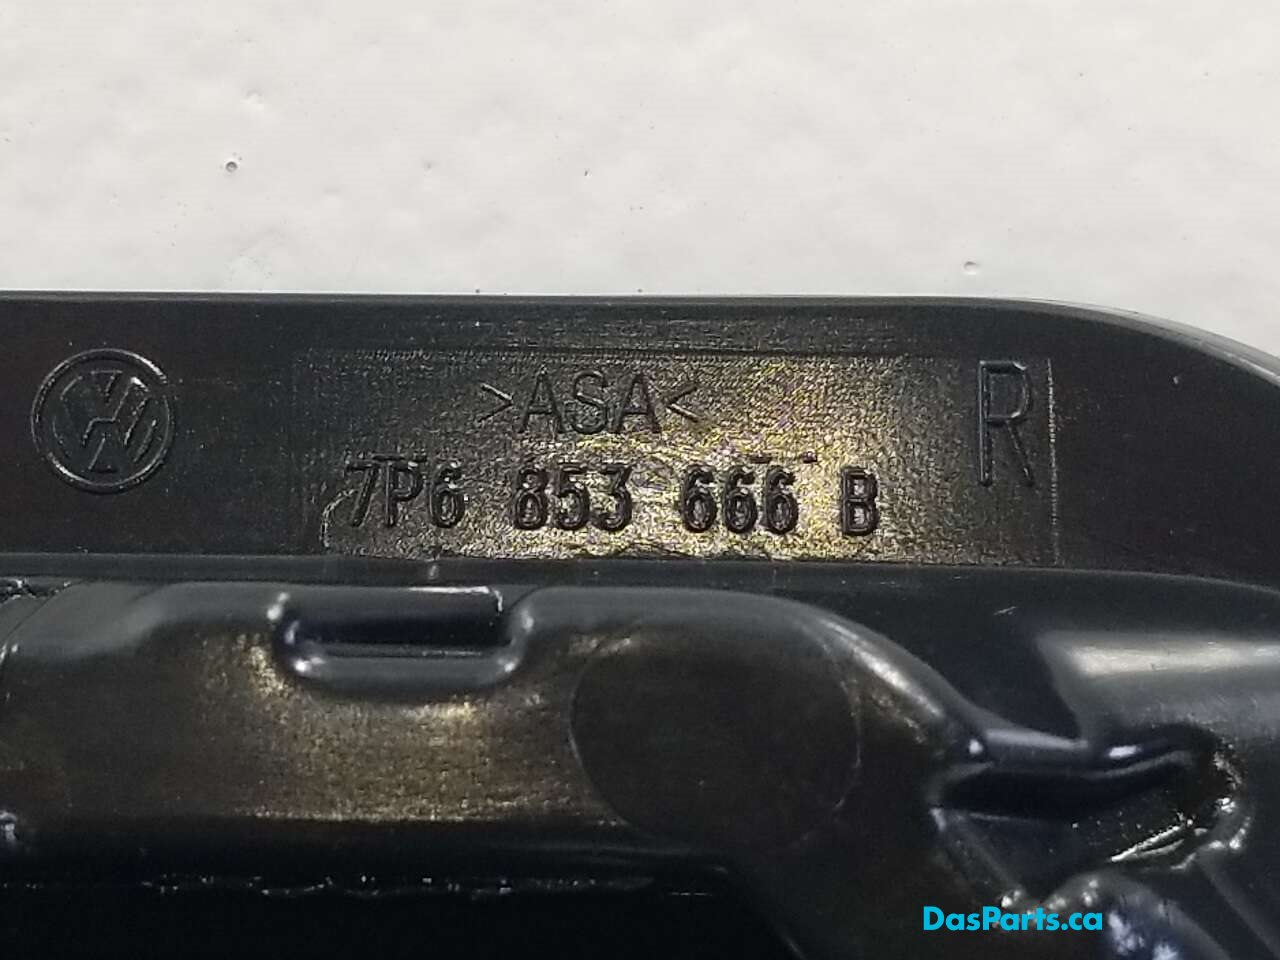 >ASA<
R
7P6 853 666 B
DasParts.ca